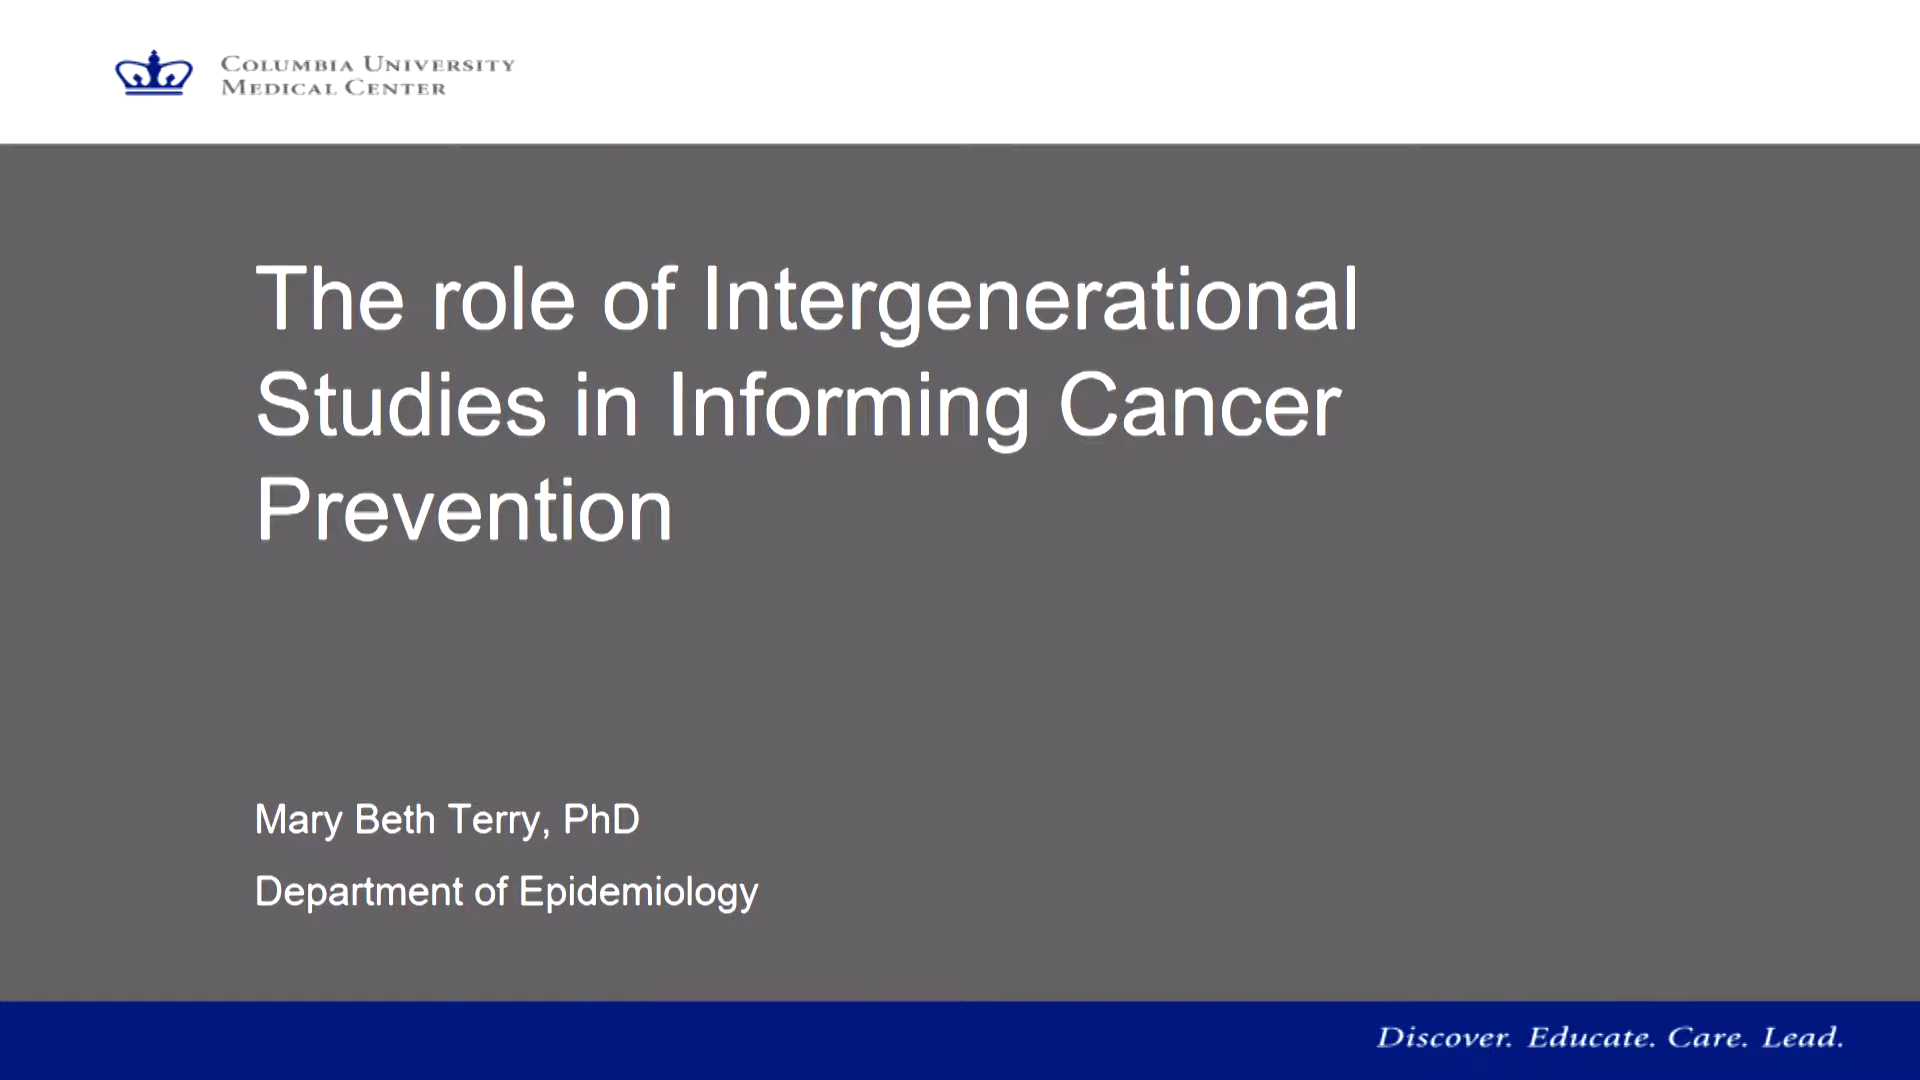 COLUMBIA UNIVERSITY
MEDICAL CENTER
The role of Intergenerational
Studies in Informing Cancer
Prevention
Mary Beth Terry, PhD
Department of Epidemiology
Discover. Educate. Care. Lead.